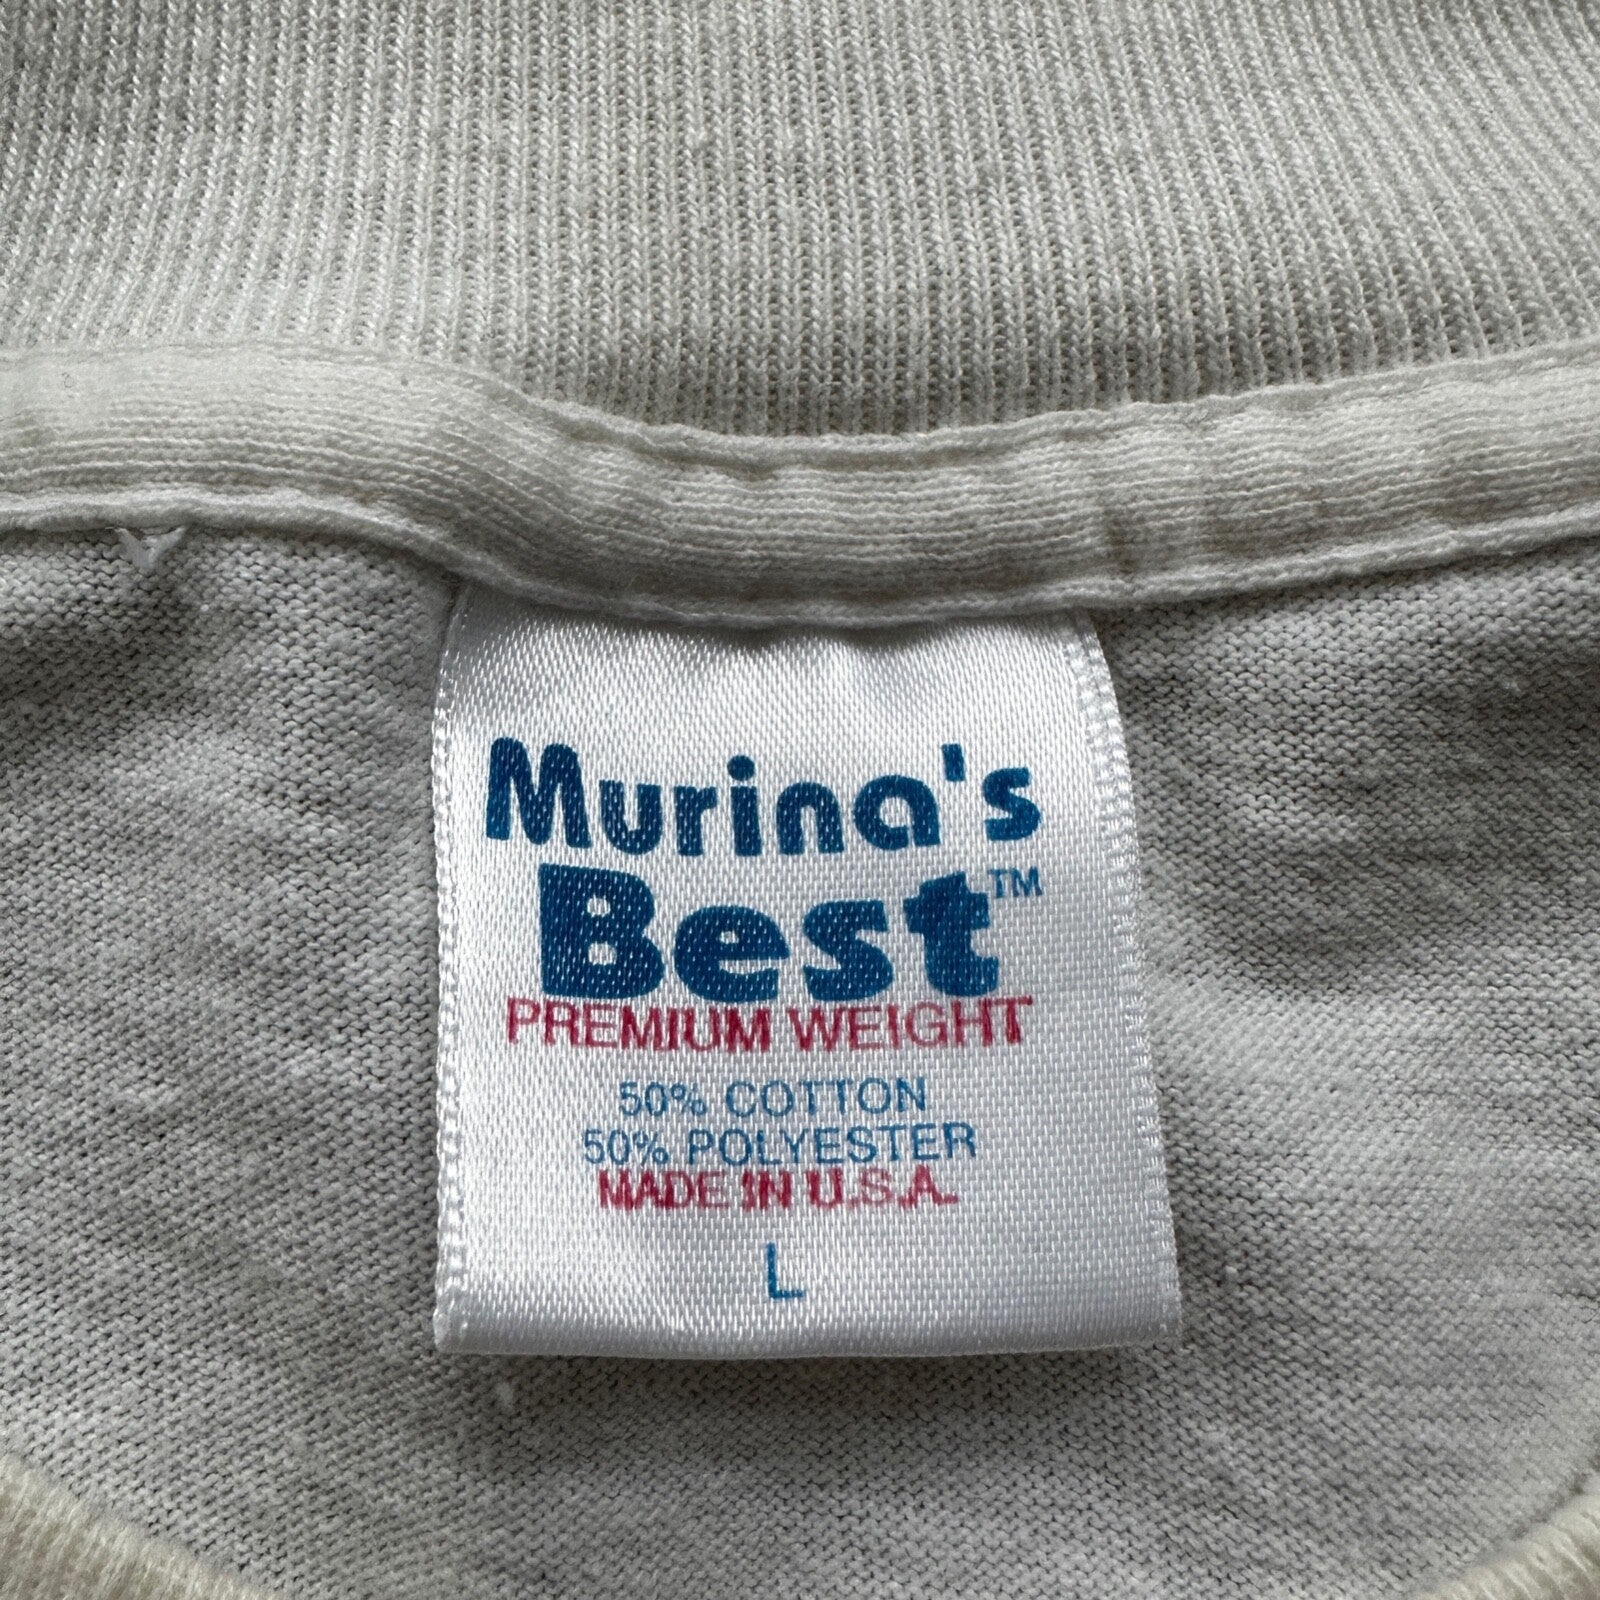 Murina's
Best™
PREMIUM WEIGHT
50% COTTON
50% POLYESTER
MADE IN U.S.A.
L